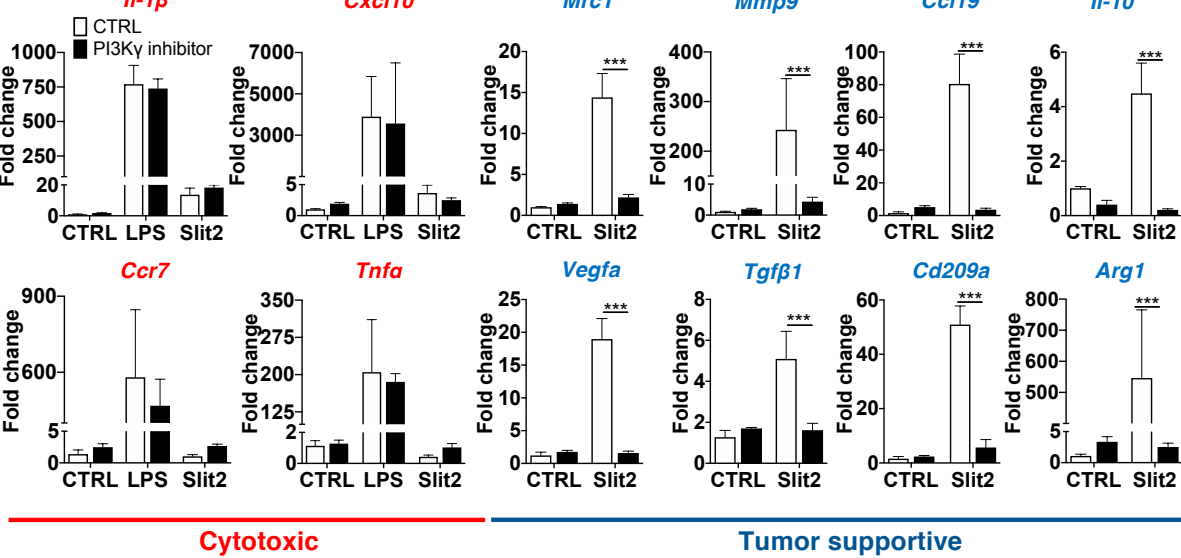 Il-1β Cxcl10 Mrc1 Mmp9 Ccl19 Il-10
CTRL
PI3Kγ inhibitor
Fold change 1000 750 500 250 20 0 CTRL LPS Slit2
Fold change 7000 5000 3000 5 0 CTRL LPS Slit2
Fold change 20 15 10 5 0 *** CTRL Slit2
Fold change 400 300 200 10 0 *** CTRL Slit2
Fold change 100 80 60 40 20 0 *** CTRL Slit2
Fold change 6 4 2 0 *** CTRL Slit2
Ccr7 Tnfα Vegfa Tgfβ1 Cd209a Arg1
Fold change 900 600 5 0 CTRL LPS Slit2
Fold change 350 275 200 125 2 0 CTRL LPS Slit2
Fold change 25 20 15 10 5 0 *** CTRL Slit2
Fold change 8 6 4 2 0 *** CTRL Slit2
Fold change 60 40 20 0 *** CTRL Slit2
Fold change 800 700 600 500 5 0 *** CTRL Slit2
Cytotoxic Tumor supportive